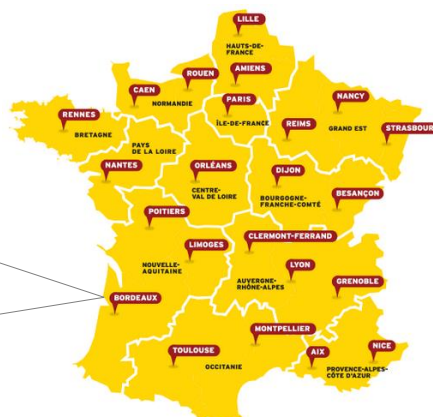 LILLE
HAUTS-DE-
FRANCE
AMIENS
ROUEN
CAEN
NORMANDIE
PARIS
ÎLE-DE-FRANCE
NANCY
REIMS
GRAND EST
STRASBOUR
RENNES
BRETAGNE
PAYS
DE LA LOIRE
NANTES
ORLÉANS
CENTRE-
VAL DE LOIRE
DIJON
BOURGOGNE-
FRANCHE-COMTÉ
BESANÇON
POITIERS
LIMOGES
NOUVELLE-
AQUITAINE
CLERMONT-FERRAND
LYON
AUVERGNE-
RHÔNE-ALPES
GRENOBLE
BORDEAUX
MONTPELLIER
TOULOUSE
OCCITANIE
AIX
NICE
PROVENCE-ALPES-
CÔTE D'AZUR